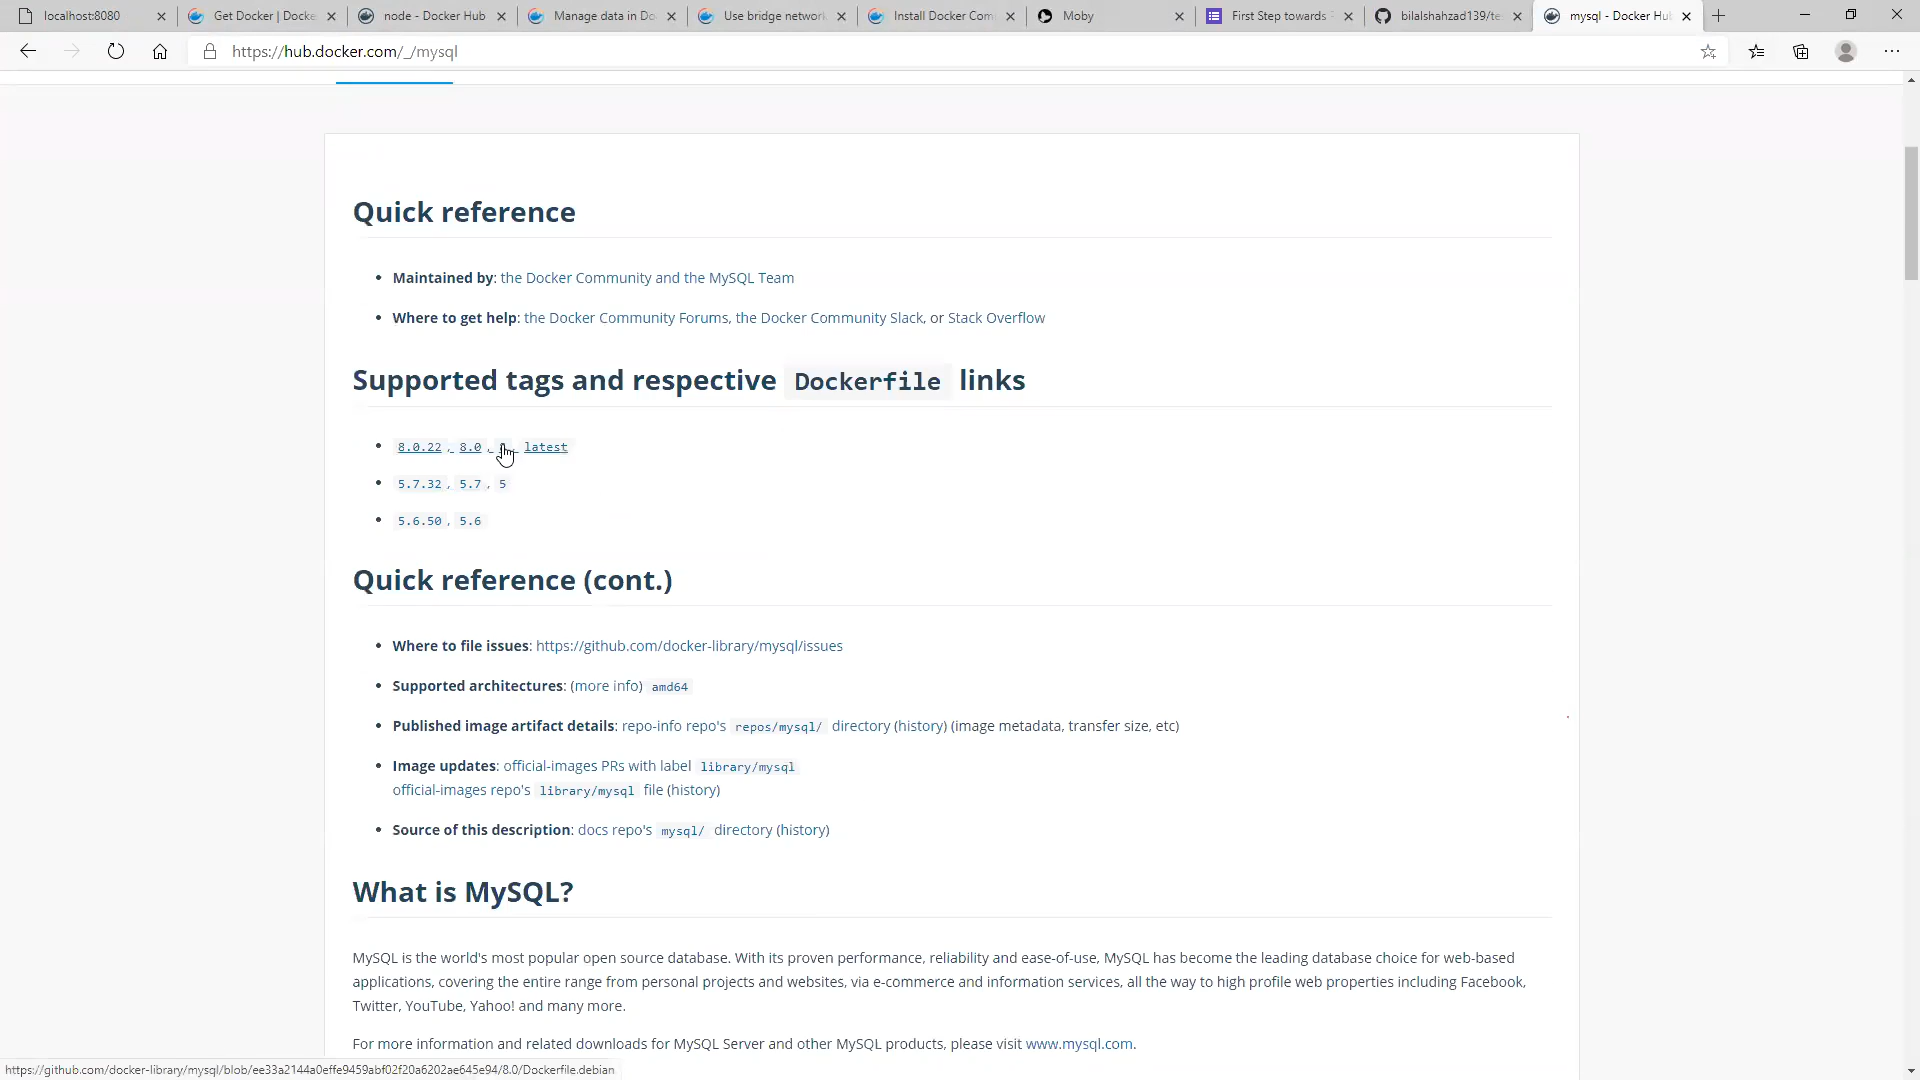 localhost:8080
Get Docker | Docke
node - Docker Hub
Manage data in Do
Use bridge network
Install Docker Com
Moby
First Step towards
bilalshahzad139/te
mysql - Docker Hub
https://hub.docker.com/_/mysql
Quick reference
Maintained by: the Docker Community and the MySQL Team
Where to get help: the Docker Community Forums, the Docker Community Slack, or Stack Overflow
Supported tags and respective Dockerfile links
8.0.22, 8.0, , latest
5.7.32, 5.7, 5
5.6.50, 5.6
Quick reference (cont.)
Where to file issues: https://github.com/docker-library/mysql/issues
Supported architectures: (more info) amd64
Published image artifact details: repo-info repo's repos/mysql/ directory (history) (image metadata, transfer size, etc)
Image updates: official-images PRs with label library/mysql
official-images repo's library/mysql file (history)
Source of this description: docs repo's mysql/ directory (history)
What is MySQL?
MySQL is the world's most popular open source database. With its proven performance, reliability and ease-of-use, MySQL has become the leading database choice for web-based
applications, covering the entire range from personal projects and websites, via e-commerce and information services, all the way to high profile web properties including Facebook,
Twitter, YouTube, Yahoo! and many more.
For more information and related downloads for MySQL Server and other MySQL products, please visit www.mysql.com.
https://github.com/docker-library/mysql/blob/ee33a2144a0effe9459abf02f20a6202ae645e94/8.0/Dockerfile.debian